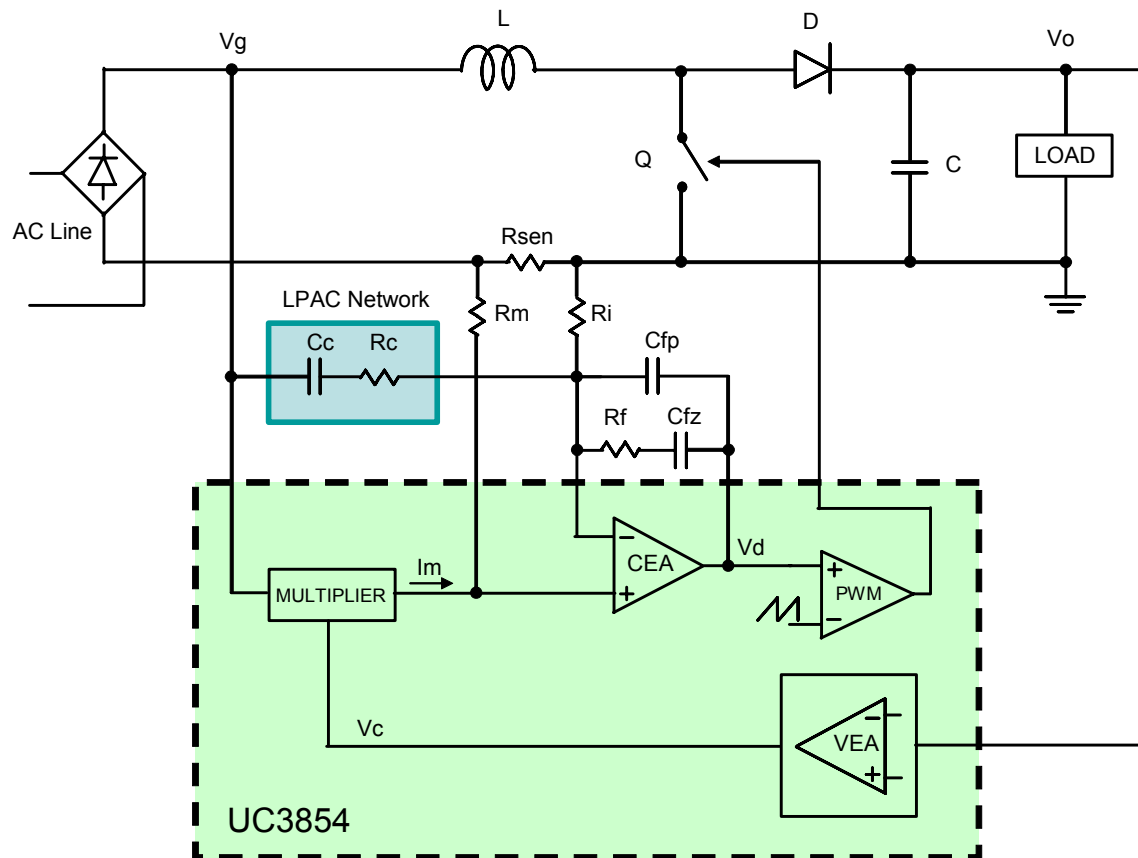 L
D
Vg
Vo
Q
C
LOAD
AC Line
Rsen
LPAC Network
Rm
Ri
Cc
Rc
Cfp
Rf
Cfz
Im
MULTIPLIER
−
CEA
+
Vd
+
PWM
−
Vc
−
VEA
+
UC3854